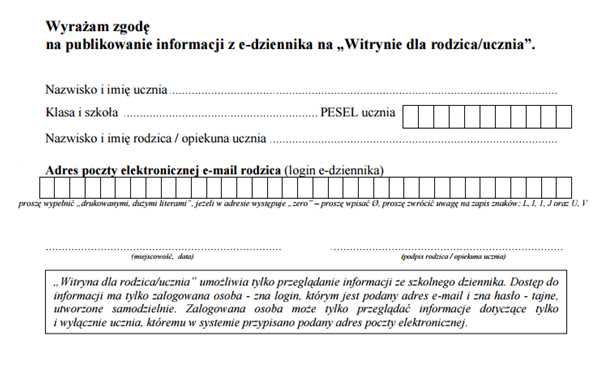 Wyrażam zgodę
na publikowanie informacji z e-dziennika na „Witrynie dla rodzica/ucznia”.
Nazwisko i imię ucznia
Klasa i szkoła PESEL ucznia
Nazwisko i imię rodzica / opiekuna ucznia
Adres poczty elektronicznej e-mail rodzica (login e-dziennika)
proszę wypełnić „drukowanymi, dużymi literami”, jeżeli w adresie występuje „zero” – proszę wpisać Ø, proszę zwrócić uwagę na zapis znaków: L, I, 1, J oraz U, V
(miejscowość, data) (podpis rodzica / opiekuna ucznia)
„Witryna dla rodzica/ucznia” umożliwia tylko przeglądanie informacji ze szkolnego dziennika. Dostęp do
informacji ma tylko zalogowana osoba - zna login, którym jest podany adres e-mail i zna hasło - tajne,
utworzone samodzielnie. Zalogowana osoba może tylko przeglądać informacje dotyczące tylko
i wyłącznie ucznia, któremu w systemie przypisano podany adres poczty elektronicznej.